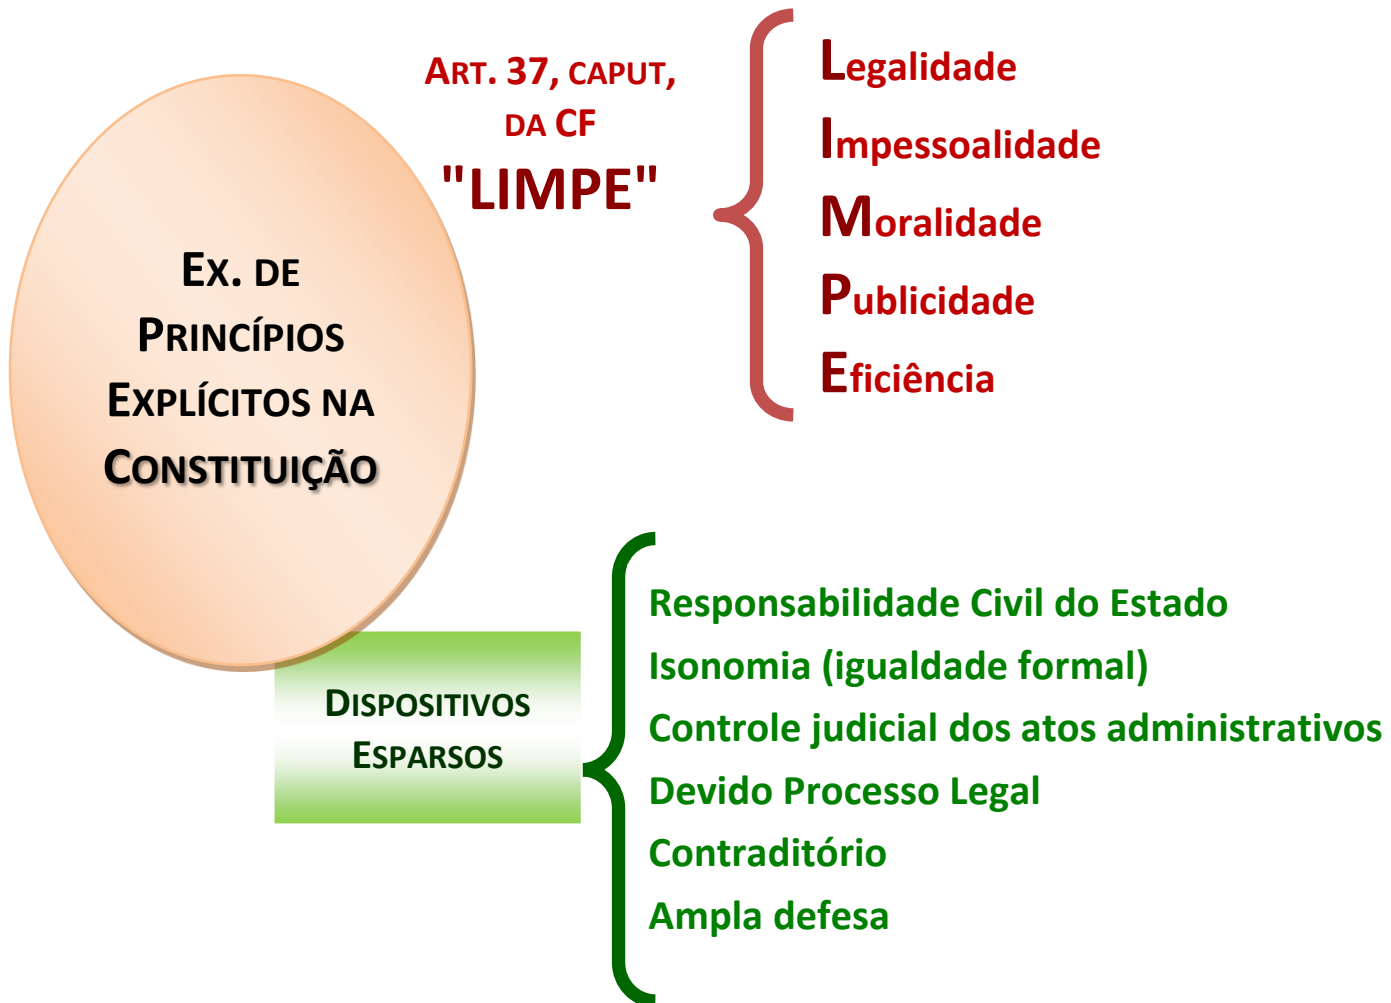 EX. DE
PRINCÍPIOS
EXPLÍCITOS NA
CONSTITUIÇÃO
ART. 37, CAPUT,
DA CF
"LIMPE"
Legalidade
Impessoalidade
Moralidade
Publicidade
Eficiência
DISPOSITIVOS
ESPARSOS
Responsabilidade Civil do Estado
Isonomia (igualdade formal)
Controle judicial dos atos administrativos
Devido Processo Legal
Contraditório
Ampla defesa